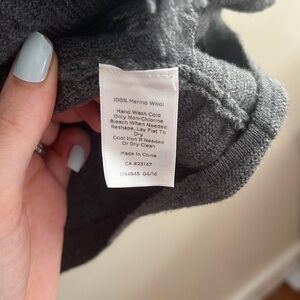 100% Merino Wool
Hand Wash Cold
Only Non-Chlorine
Bleach When Needed
Reshape, Lay Flat To
Dry
Cool Iron If Needed
Or Dry Clean
Made In China
CA #23147
CN4845 04/16